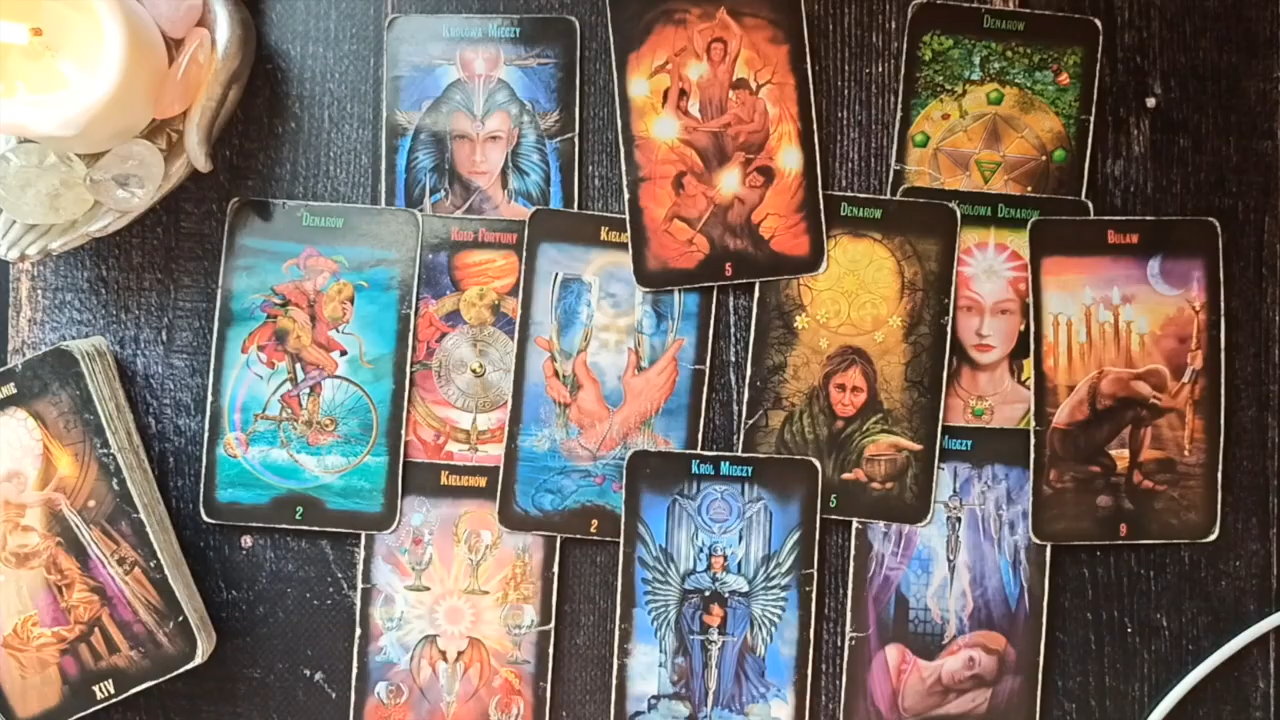 Królowa Mieczy
5
Denarów
Denarów
2
Koło Fortuny
Kielich
2
Denarów
5
Królowa Denarów
Buław
9
Kielichów
Król Mieczy
Mieczy
XIV